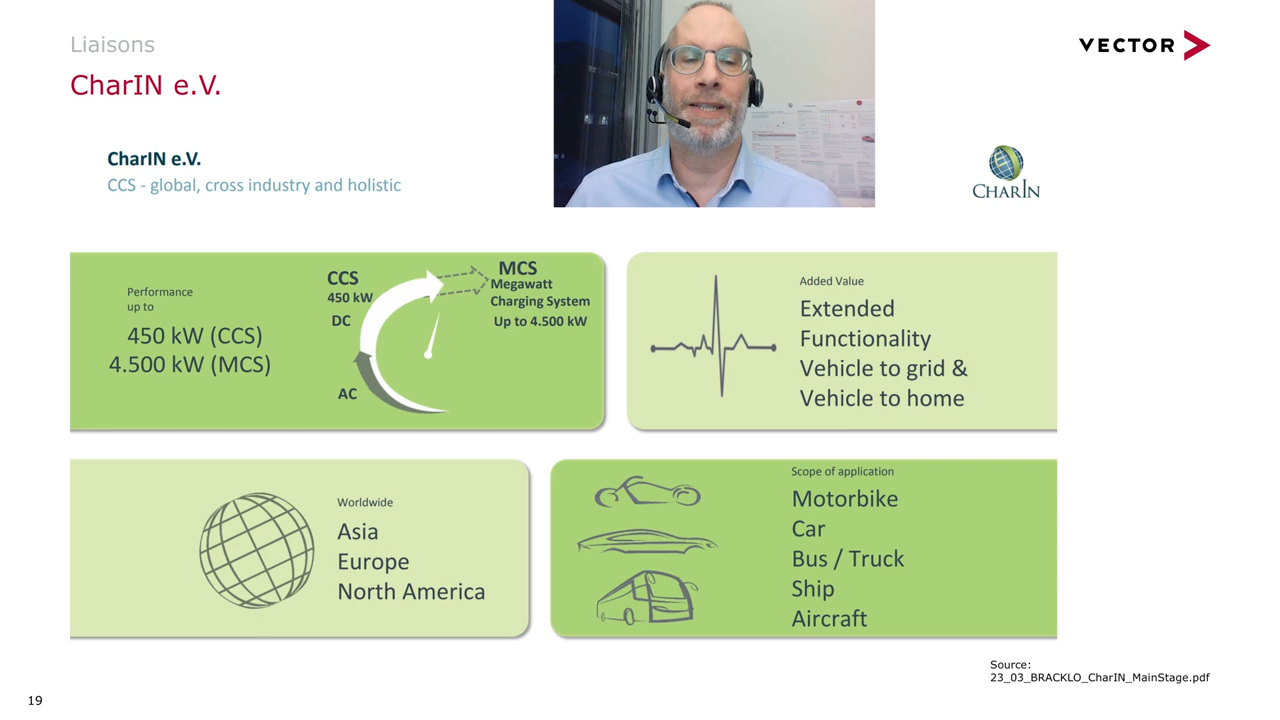 Liaisons
CharIN e.V.
VECTOR
CharIN e.V.
CCS - global, cross industry and holistic
CHARIN
Performance
up to
450 kW (CCS)
4.500 kW (MCS)
CCS
450 kW
DC
AC
MCS
Megawatt
Charging System
Up to 4.500 kW
Added Value
Extended
Functionality
Vehicle to grid &
Vehicle to home
Worldwide
Asia
Europe
North America
Scope of application
Motorbike
Car
Bus / Truck
Ship
Aircraft
Source:
23_03_BRACKLO_CharIN_MainStage.pdf
19